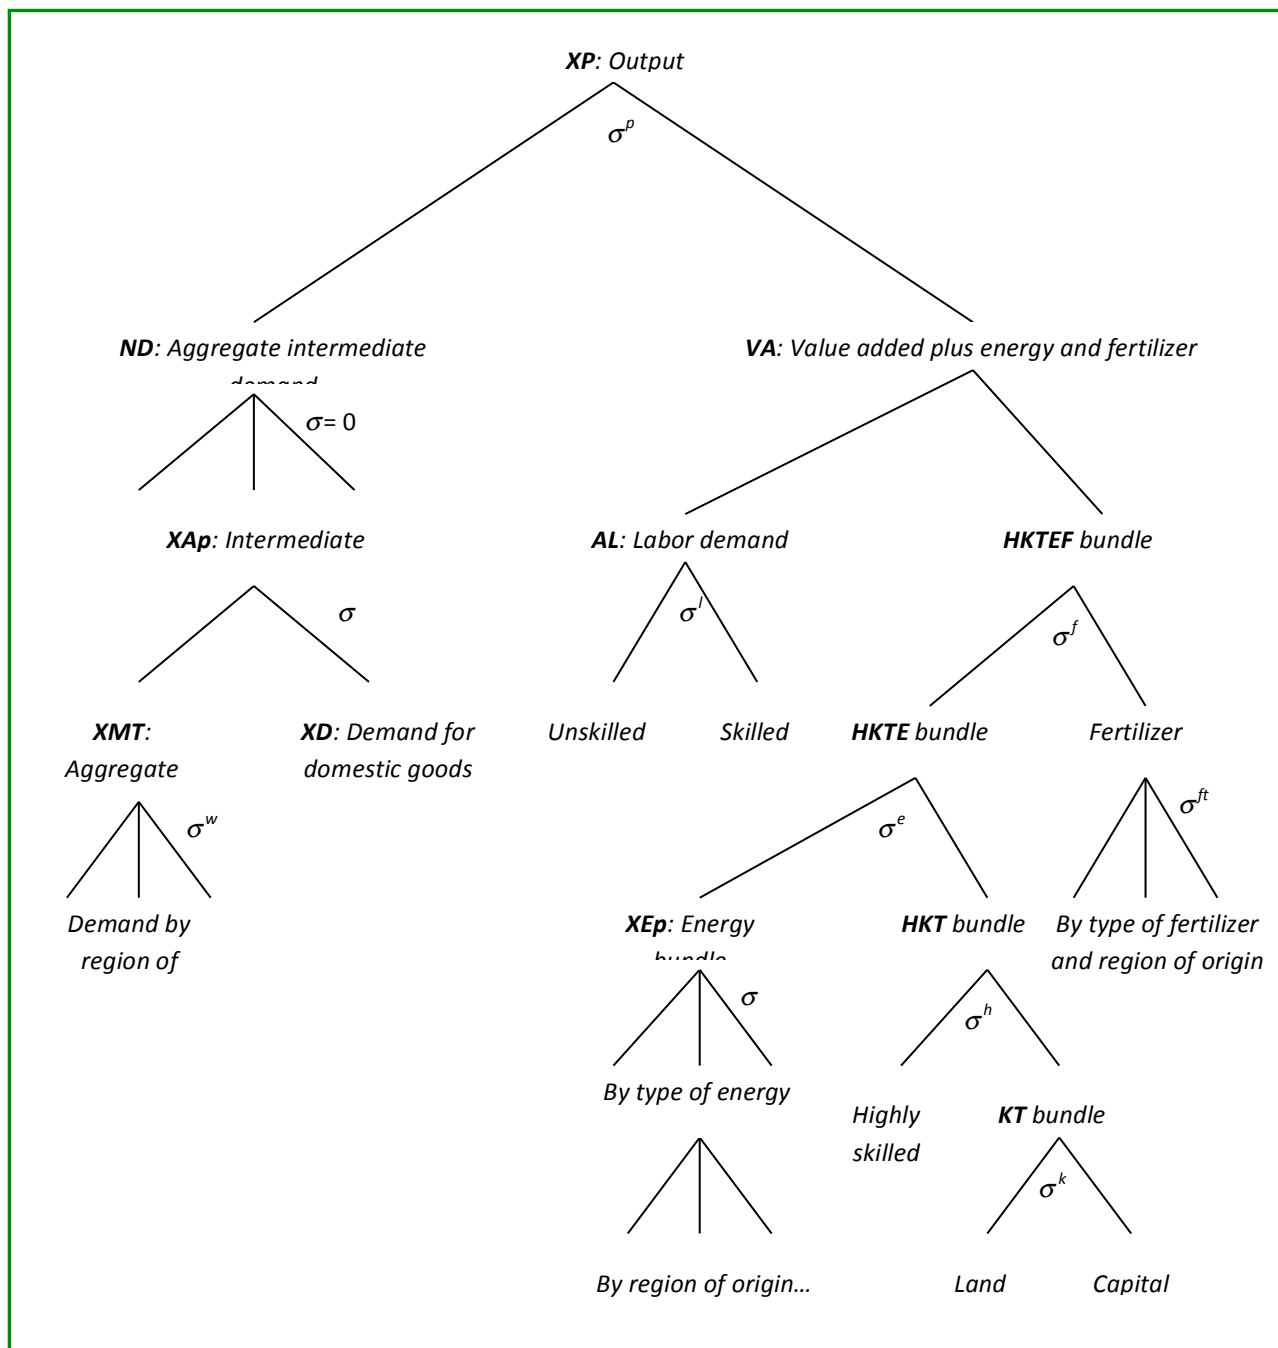 XP: Output
σ^p
ND: Aggregate intermediate
demand
VA: Value added plus energy and fertilizer
σ= 0
XAp: Intermediate
AL: Labor demand
HKTEF bundle
σ
σ^l
σ^f
XMT:
Aggregate
XD: Demand for
domestic goods
Unskilled
Skilled
HKTE bundle
Fertilizer
σ^w
σ^e
σ^ft
Demand by
region of
XEp: Energy
bundle
HKT bundle
By type of fertilizer
and region of origin
σ
σ^h
By type of energy
Highly
skilled
KT bundle
σ^k
By region of origin…
Land
Capital